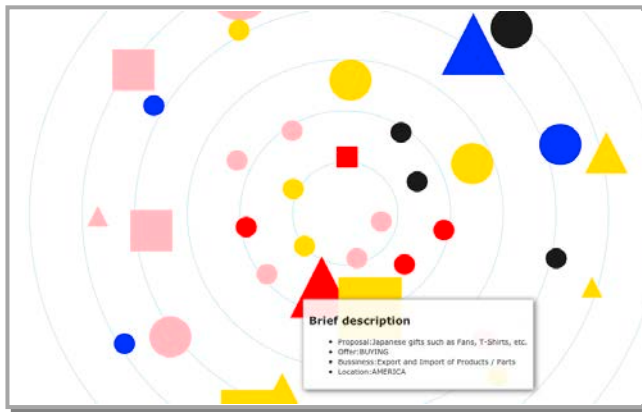 Brief description
Proposal:Japanese gifts such as Fans, T-Shirts, etc.
Offer:BUYING
Bussiness:Export and Import of Products / Parts
Location:AMERICA